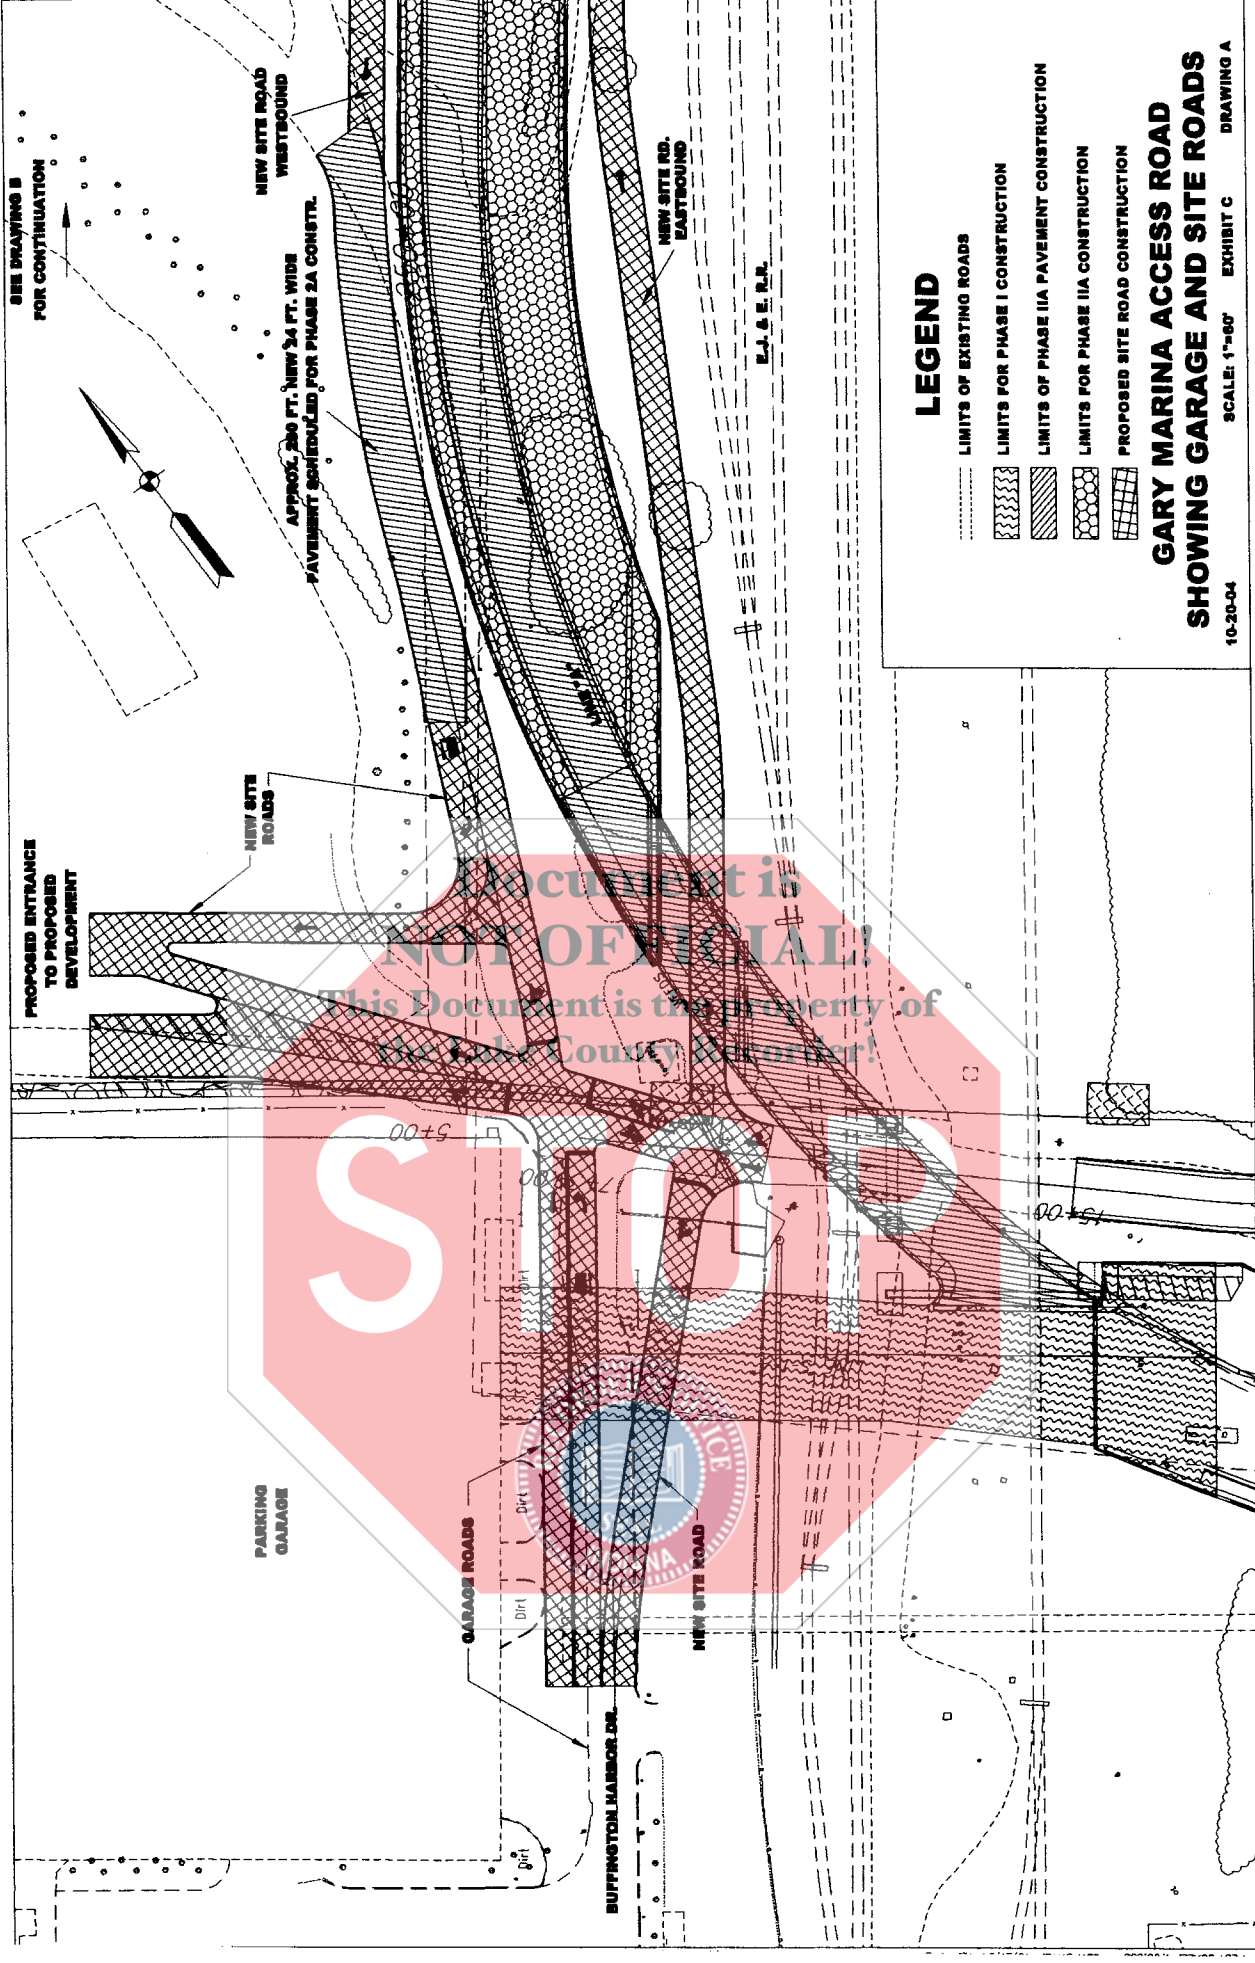 SEE DRAWING B
FOR CONTINUATION
NEW SITE ROAD
WESTBOUND
APPROX. 290 FT. NEW 24 FT. WIDE
PAVEMENT SCHEDULED FOR PHASE 2A CONSTR.
NEW SITE RD.
EASTBOUND
E.J. & E. R.R.
LINE "A"
NEW SITE
ROADS
PROPOSED ENTRANCE
TO PROPOSED
DEVELOPMENT
5+00
15+00
Dirt
Dirt
Dirt
Dirt
PARKING
GARAGE
GARAGE ROADS
NEW SITE ROAD
BUFFINGTON HARBOR DR.
LEGEND
LIMITS OF EXISTING ROADS
LIMITS FOR PHASE I CONSTRUCTION
LIMITS OF PHASE IIA PAVEMENT CONSTRUCTION
LIMITS FOR PHASE IIA CONSTRUCTION
PROPOSED SITE ROAD CONSTRUCTION
GARY MARINA ACCESS ROAD
SHOWING GARAGE AND SITE ROADS
10-20-04 SCALE: 1"=60' EXHIBIT C DRAWING A
Document is
NOT OFFICIAL!
This Document is the property of
the Lake County Recorder!
STOP